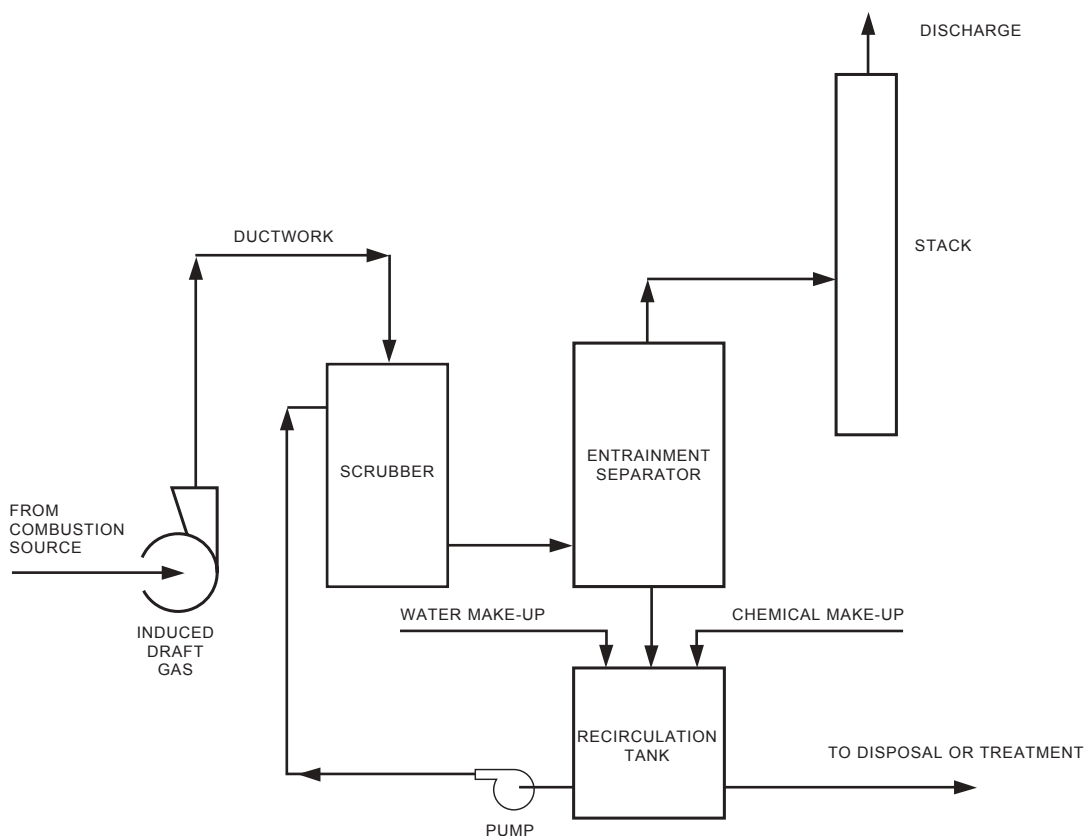 DISCHARGE
DUCTWORK
STACK
ENTRAINMENT
SEPARATOR
SCRUBBER
FROM
COMBUSTION
SOURCE
WATER MAKE-UP
CHEMICAL MAKE-UP
INDUCED
DRAFT
GAS
RECIRCULATION
TANK
TO DISPOSAL OR TREATMENT
PUMP